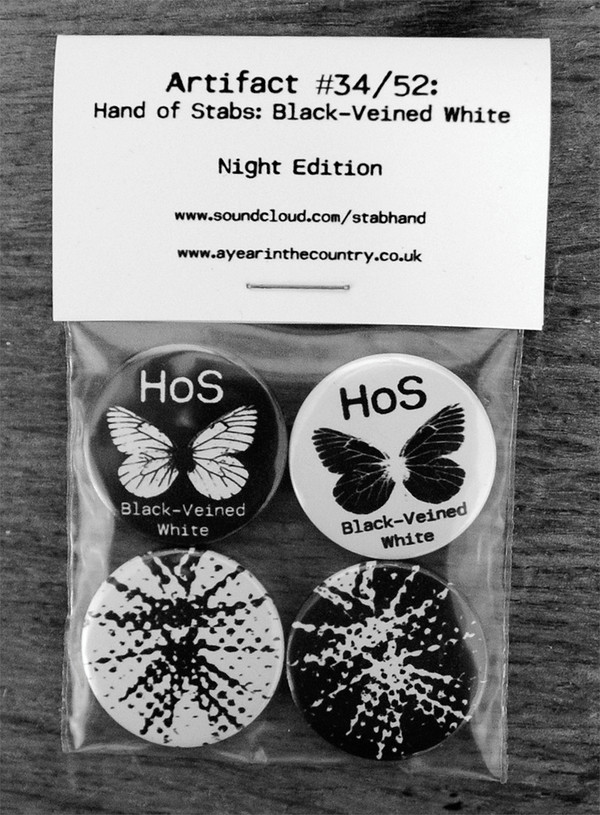 Artifact #34/52:
Hand of Stabs: Black-Veined White
Night Edition
www.soundcloud.com/stabhand
www.ayearinthecountry.co.uk
HoS
Black-Veined
White
HoS
Black-Veined
White